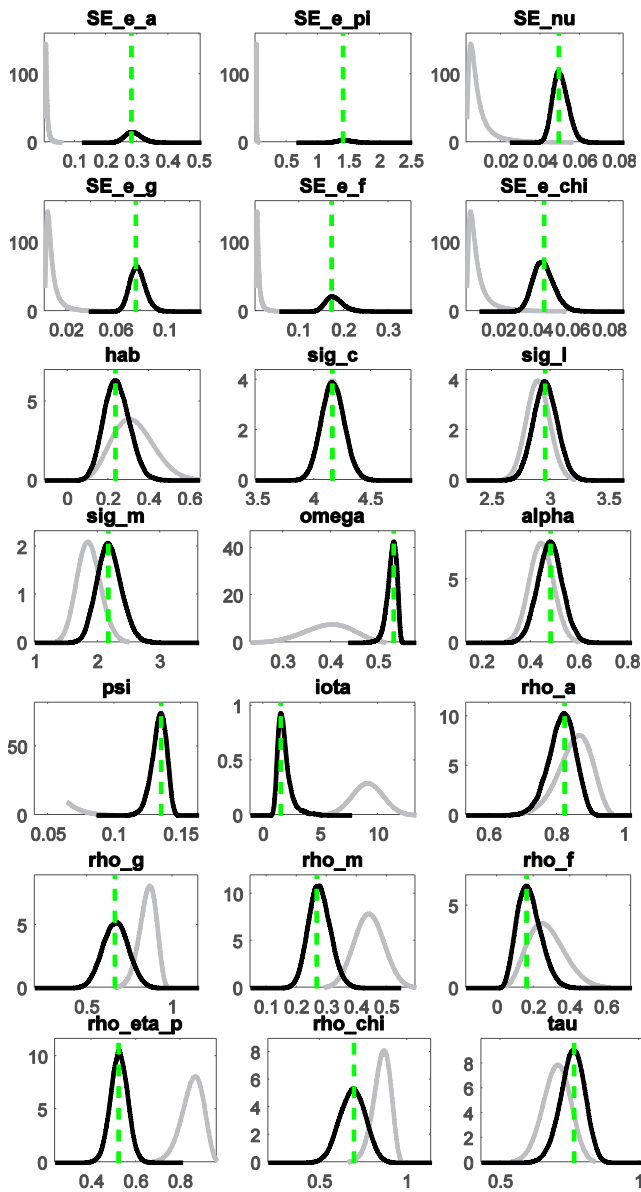 SE_e_a SE_e_pi SE_nu
100 100 100
0 0 0
0.1 0.2 0.3 0.4 0.5 0.5 1 1.5 2 2.5 0.02 0.04 0.06 0.08
SE_e_g SE_e_f SE_e_chi
100 100 100
0 0 0
0.02 0.06 0.1 0.1 0.2 0.3 0.02 0.04 0.06 0.08
hab sig_c sig_l
5 4 4
2 2
0 0 0
0 0.2 0.4 0.6 3.5 4 4.5 2.5 3 3.5
sig_m omega alpha
2 40
1 20 5
0 0 0
1 2 3 0.3 0.4 0.5 0.2 0.4 0.6 0.8
psi iota rho_a
1 10
50 0.5 5
0 0 0
0.05 0.1 0.15 0 5 10 0.6 0.8 1
rho_g rho_m rho_f
10
5 5 5
0 0 0
0.5 1 0.1 0.2 0.3 0.4 0.5 0 0.2 0.4 0.6
rho_eta_p rho_chi tau
10 8 8
6 6
5 4 4
2 2
0 0 0
0.4 0.6 0.8 0.5 1 0.5 1